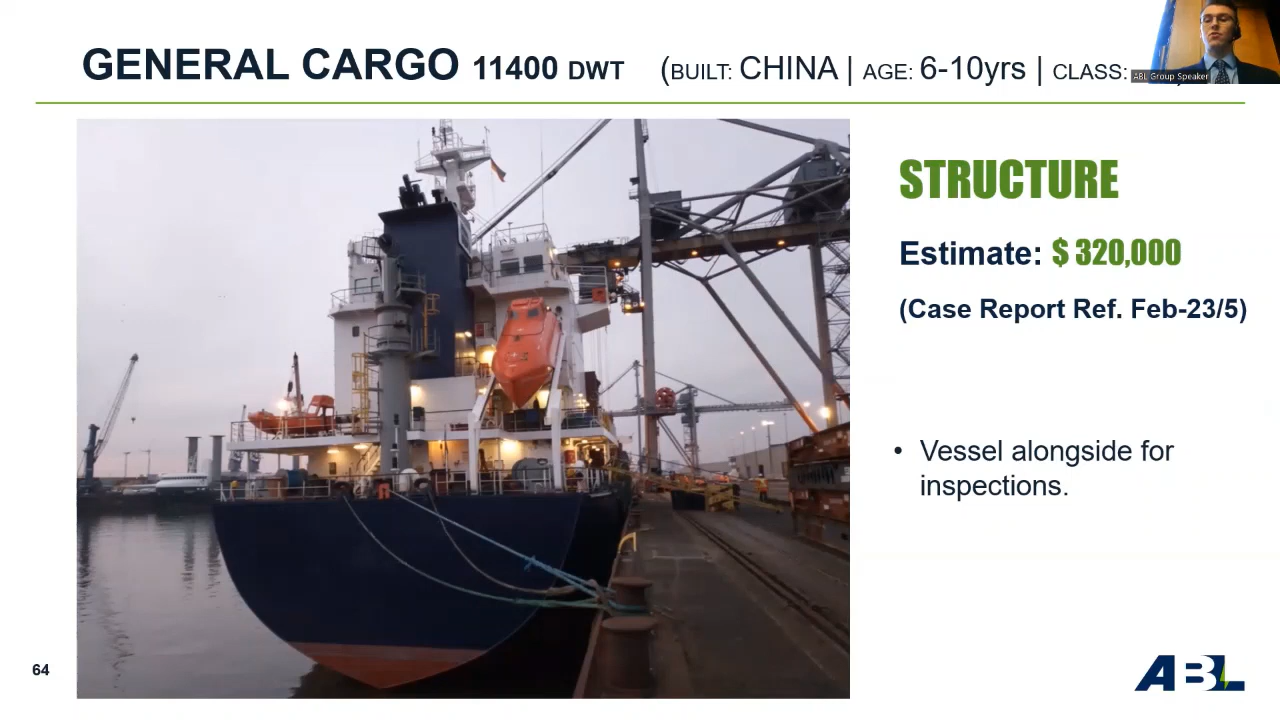 GENERAL CARGO 11400 DWT (BUILT: CHINA | AGE: 6-10yrs | CLASS:
ABL Group Speaker
STRUCTURE
Estimate: $ 320,000
(Case Report Ref. Feb-23/5)
• Vessel alongside for
inspections.
64
ABL